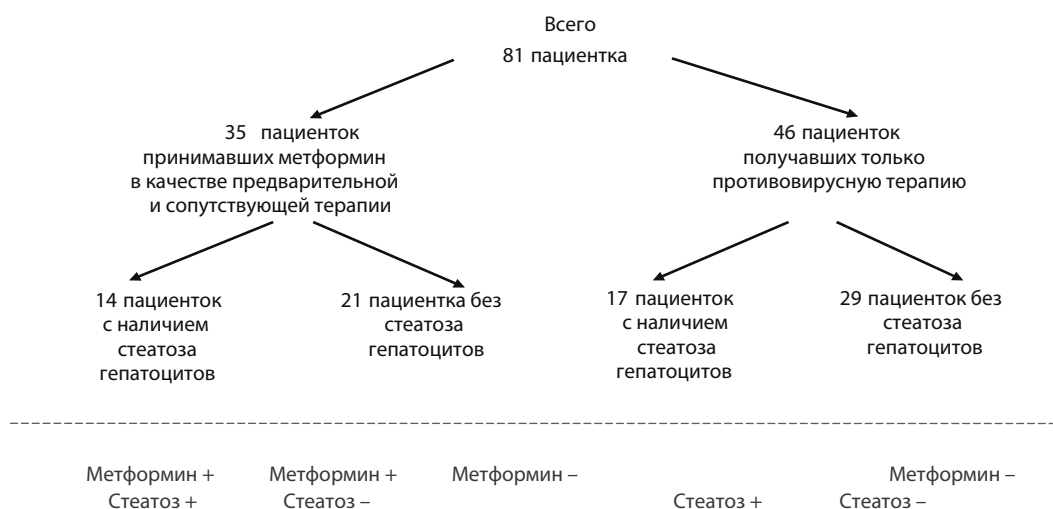 Всего
81 пациентка
35 пациенток
принимавших метформин
в качестве предварительной
и сопутствующей терапии
46 пациенток
получавших только
противовирусную терапию
14 пациенток
с наличием
стеатоза
гепатоцитов
21 пациентка без
стеатоза
гепатоцитов
17 пациенток
с наличием
стеатоза
гепатоцитов
29 пациенток без
стеатоза
гепатоцитов
Метформин + Метформин + Метформин – Метформин –
Стеатоз + Стеатоз – Стеатоз + Стеатоз –